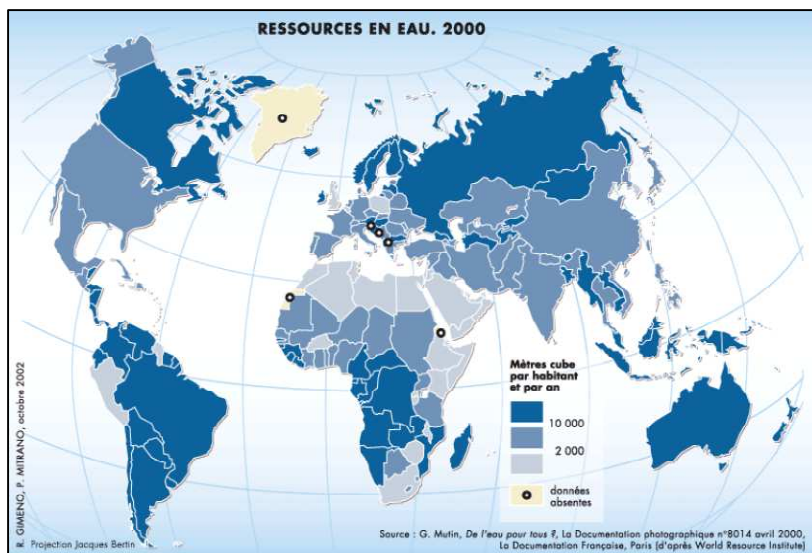 RESSOURCES EN EAU. 2000
Mètres cube
par habitant
et par an
10 000
2 000
données
absentes
R. GIMENO, P. MITRANO, octobre 2002
Projection Jacques Bertin
Source : G. Mutin, De l'eau pour tous ?, La Documentation photographique n°8014 avril 2000,
La Documentation Française, Paris (d'après World Resource Institute)